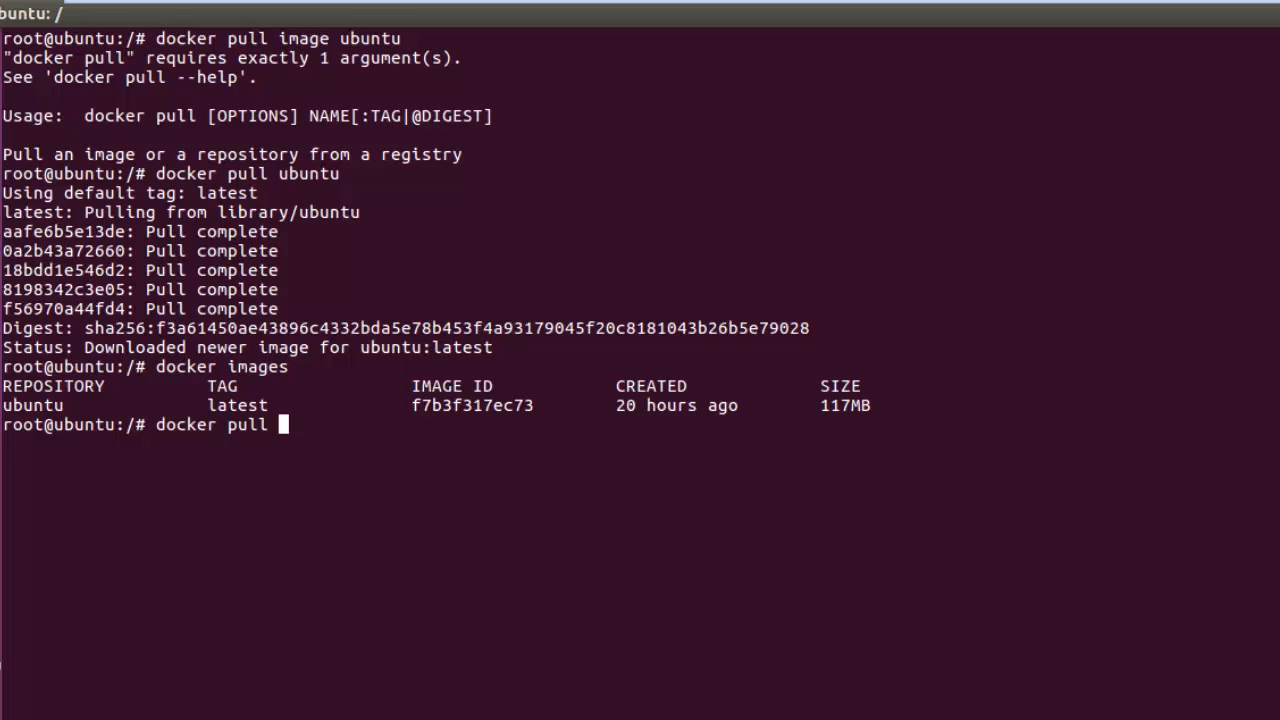 buntu: /
root@ubuntu:/# docker pull image ubuntu
"docker pull" requires exactly 1 argument(s).
See 'docker pull --help'.
Usage:  docker pull [OPTIONS] NAME[:TAG|@DIGEST]
Pull an image or a repository from a registry
root@ubuntu:/# docker pull ubuntu
Using default tag: latest
latest: Pulling from library/ubuntu
aafe6b5e13de: Pull complete
0a2b43a72660: Pull complete
18bdd1e546d2: Pull complete
8198342c3e05: Pull complete
f56970a44fd4: Pull complete
Digest: sha256:f3a61450ae43896c4332bda5e78b453f4a93179045f20c8181043b26b5e79028
Status: Downloaded newer image for ubuntu:latest
root@ubuntu:/# docker images
REPOSITORY          TAG                 IMAGE ID            CREATED             SIZE
ubuntu              latest              f7b3f317ec73        20 hours ago        117MB
root@ubuntu:/# docker pull